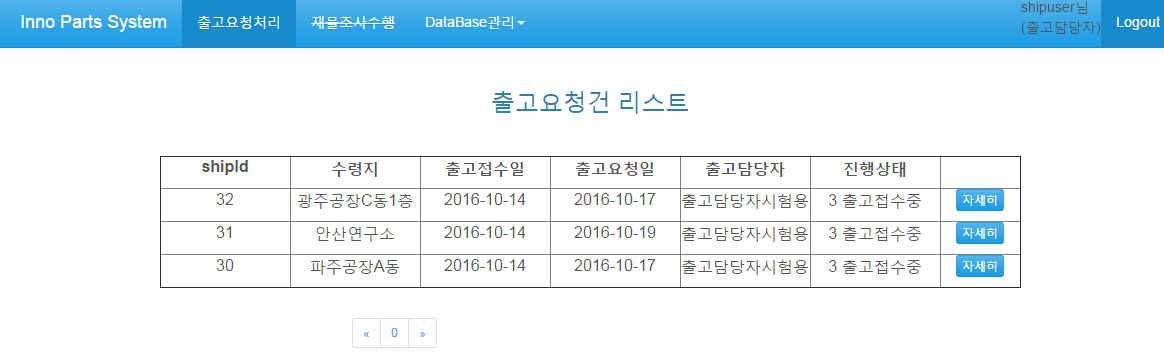 Inno Parts System 출고요청처리 재물조사수행 DataBase관리 shipuser님
(출고담당자) Logout
출고요청건 리스트
shipId 수령지 출고접수일 출고요청일 출고담당자 진행상태
32 광주공장C동1층 2016-10-14 2016-10-17 출고담당자시험용 3 출고접수중 자세히
31 안산연구소 2016-10-14 2016-10-19 출고담당자시험용 3 출고접수중 자세히
30 파주공장A동 2016-10-14 2016-10-17 출고담당자시험용 3 출고접수중 자세히
« 0 »